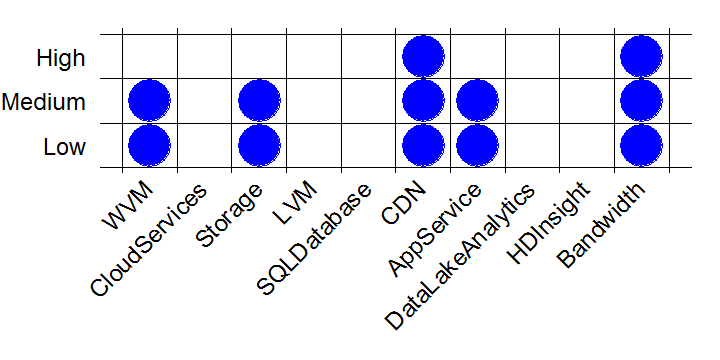 High
Medium
Low
WVM
CloudServices
Storage
LVM
SQLDatabase
CDN
AppService
DataLakeAnalytics
HDInsight
Bandwidth